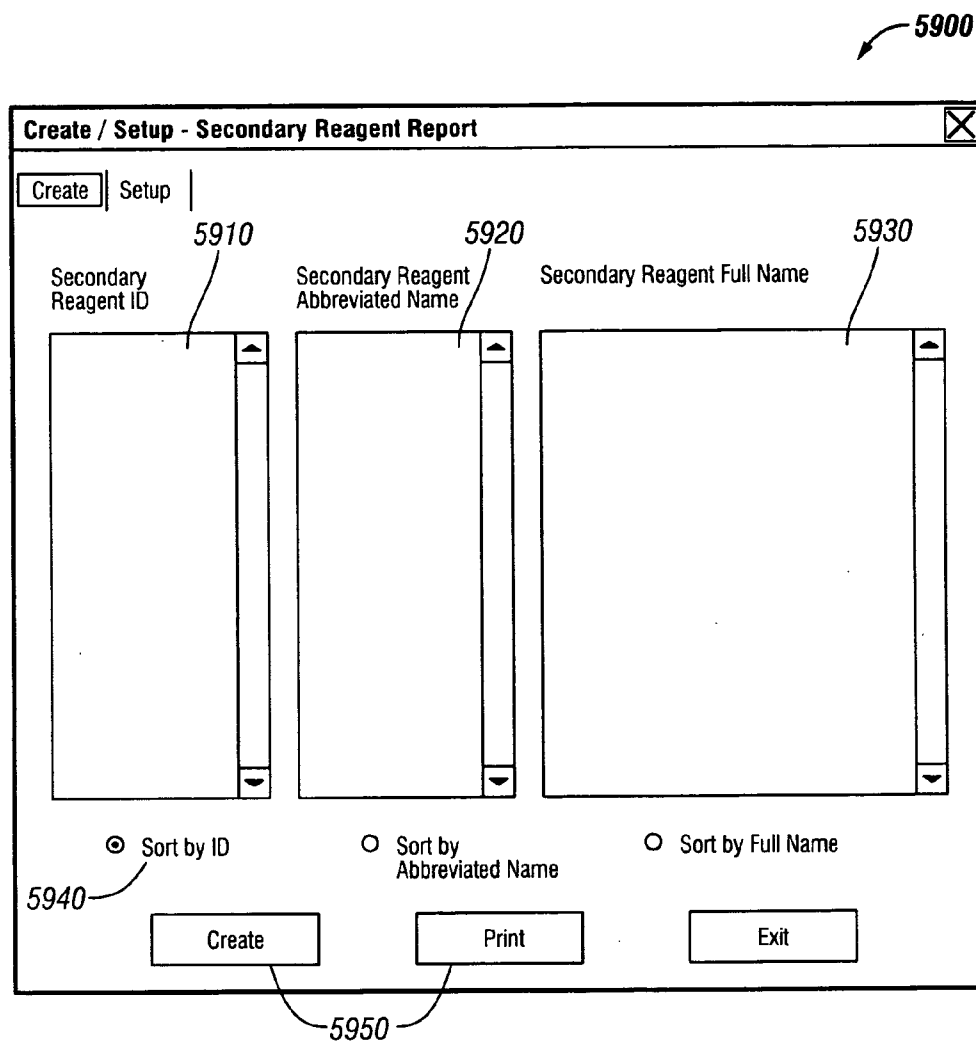 5900
Create / Setup - Secondary Reagent Report
Create Setup
5910 5920 5930
Secondary
Reagent ID
Secondary Reagent
Abbreviated Name
Secondary Reagent Full Name
Sort by ID
Sort by
Abbreviated Name
Sort by Full Name
5940
Create Print Exit
5950